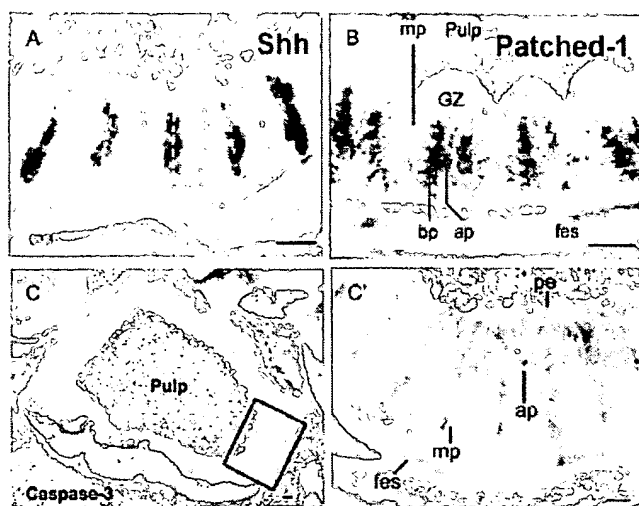 A
Shh
B
mp
Pulp
Patched-1
GZ
bp
ap
fes
C
Pulp
Caspase-3
C'
pe
ap
mp
fes